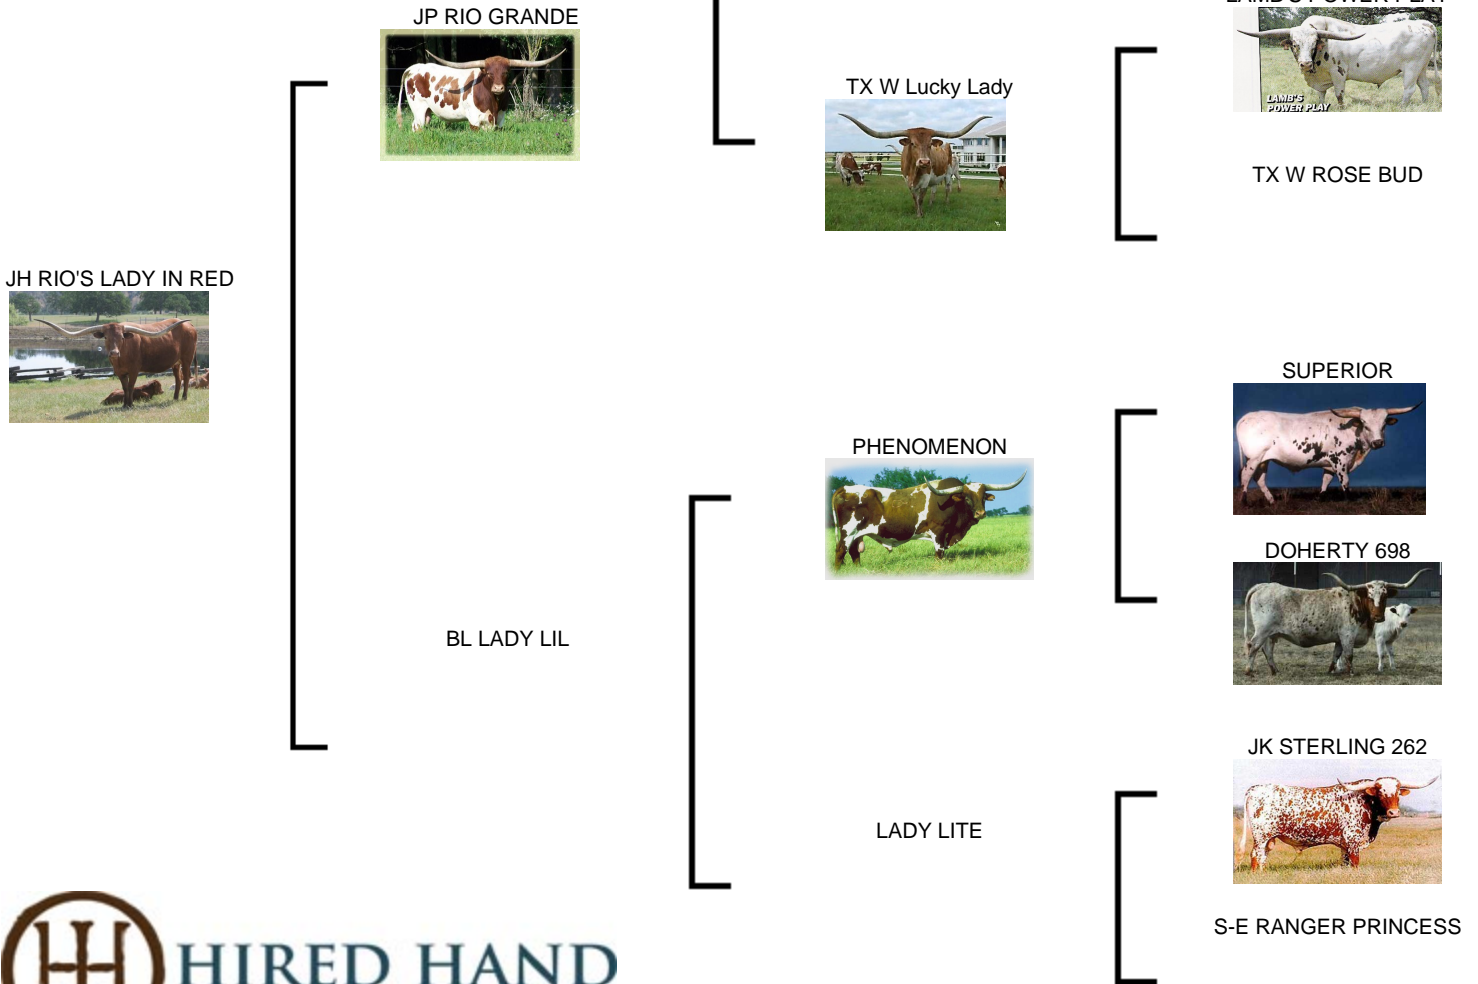 JP RIO GRANDE
LAMB'S
POWER PLAY
TX W Lucky Lady
TX W ROSE BUD
JH RIO'S LADY IN RED
SUPERIOR
PHENOMENON
DOHERTY 698
BL LADY LIL
JK STERLING 262
LADY LITE
S-E RANGER PRINCESS
HIRED HAND